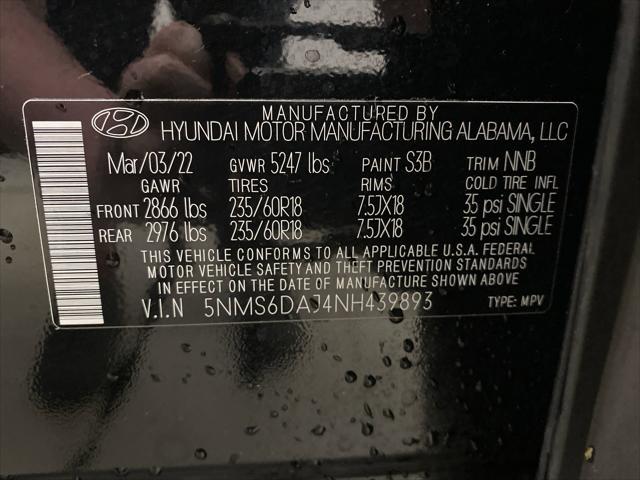 MANUFACTURED BY
HYUNDAI MOTOR MANUFACTURING ALABAMA, LLC
Mar/03/22 GVWR 5247 lbs PAINT S3B TRIM NNB
GAWR TIRES RIMS COLD TIRE INFL
FRONT 2866 lbs 235/60R18 7.5JX18 35 psi SINGLE
REAR 2976 lbs 235/60R18 7.5JX18 35 psi SINGLE
THIS VEHICLE CONFORMS TO ALL APPLICABLE U.S.A. FEDERAL
MOTOR VEHICLE SAFETY AND THEFT PREVENTION STANDARDS
IN EFFECT ON THE DATE OF MANUFACTURE SHOWN ABOVE.
V.I.N 5NMS6DAJ4NH439893 TYPE: MPV